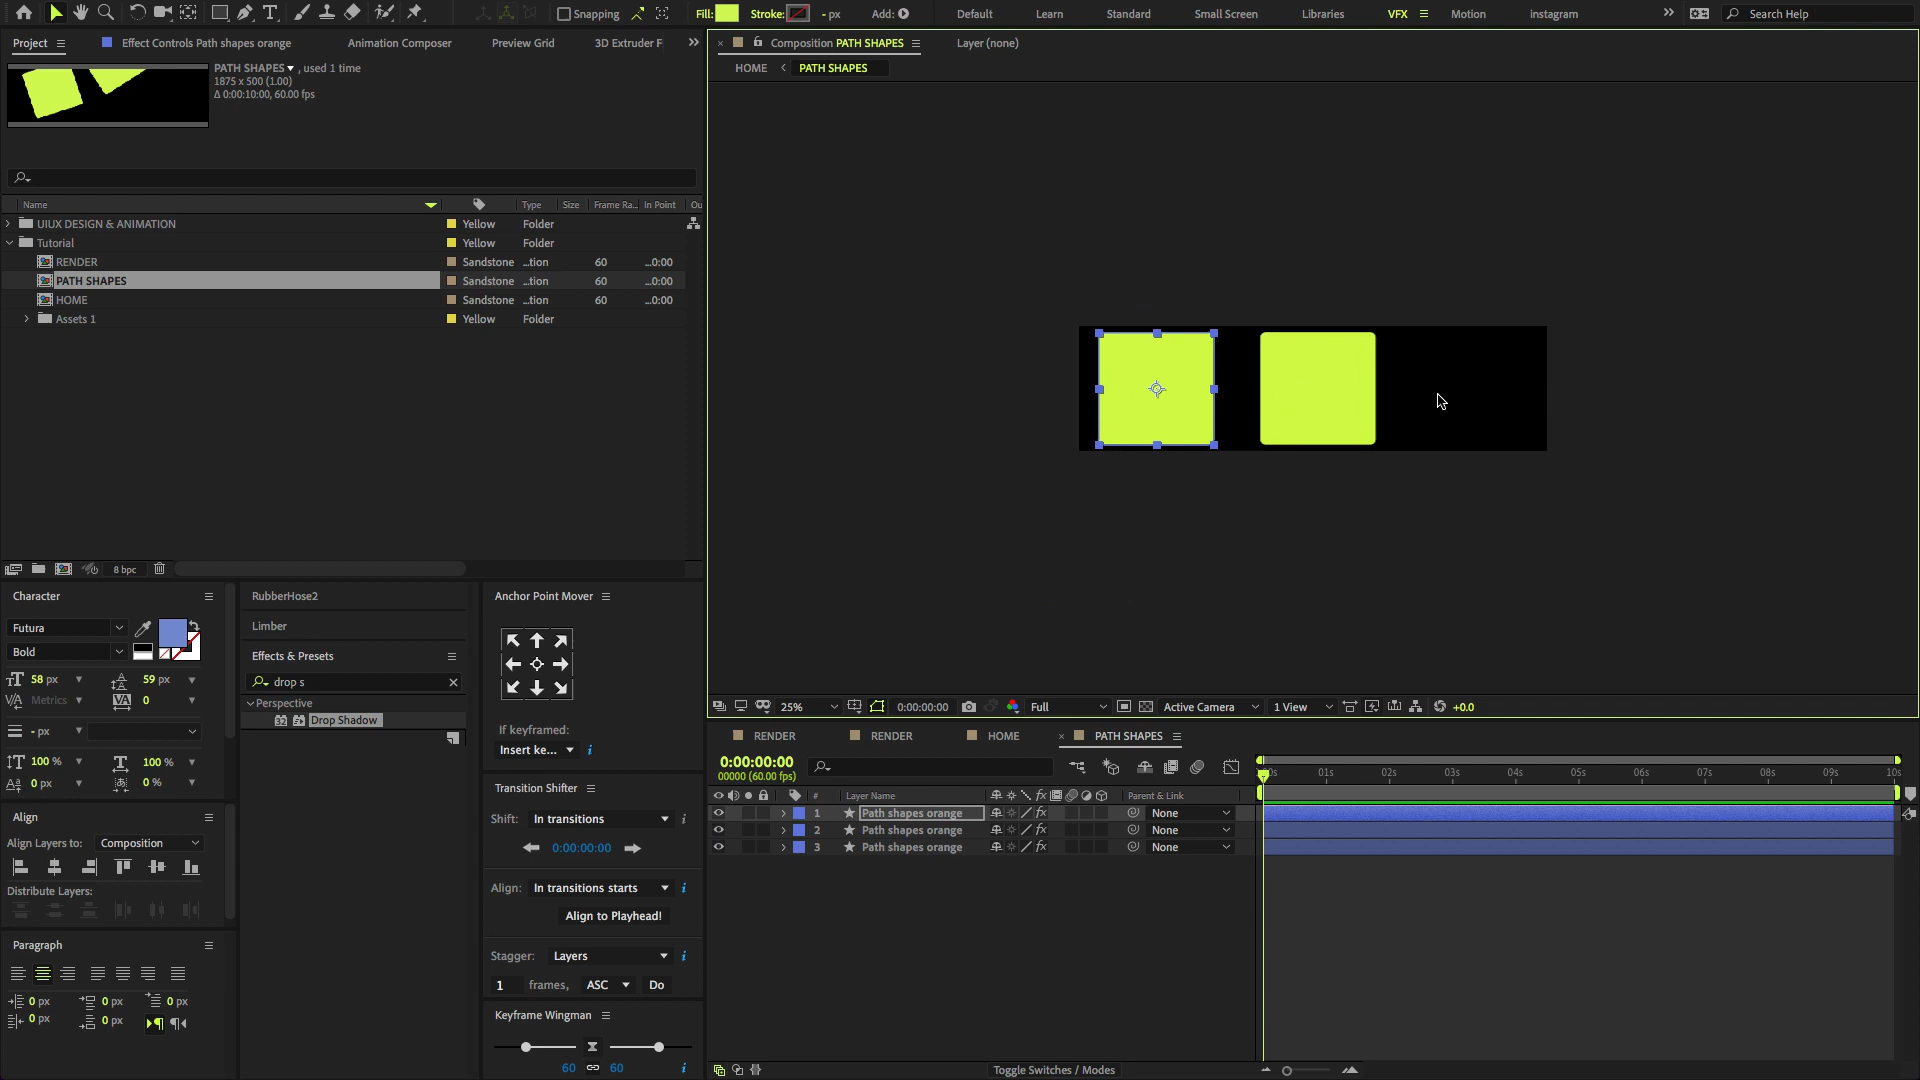 Snapping
Fill:
Stroke:
- px
Add:
Default
Learn
Standard
Small Screen
Libraries
VFX
Motion
instagram
Search Help
Project
Effect Controls Path shapes orange
Animation Composer
Preview Grid
3D Extruder F
Composition PATH SHAPES
Layer (none)
PATH SHAPES ▾ , used 1 time
1875 x 500 (1.00)
Δ 0:00:10:00, 60.00 fps
HOME
PATH SHAPES
Name
Type
Size
Frame Ra...
In Point
Ou
UIUX DESIGN & ANIMATION
Yellow
Folder
Tutorial
Yellow
Folder
RENDER
Sandstone
...tion
60
...0:00
PATH SHAPES
Sandstone
...tion
60
...0:00
HOME
Sandstone
...tion
60
...0:00
Assets 1
Yellow
Folder
8 bpc
Character
Futura
Bold
58 px
59 px
Metrics
0
- px
100 %
100 %
0 px
0 %
Align
Align Layers to:
Composition
Distribute Layers:
Paragraph
0 px
0 px
0 px
0 px
0 px
RubberHose2
Limber
Effects & Presets
drop s
Perspective
32
Drop Shadow
Anchor Point Mover
If keyframed:
Insert ke...
Transition Shifter
Shift:
In transitions
0:00:00:00
Align:
In transitions starts
Align to Playhead!
Stagger:
Layers
1
frames,
ASC
Do
Keyframe Wingman
60
60
25%
0:00:00:00
Full
Active Camera
1 View
+0.0
RENDER
RENDER
HOME
PATH SHAPES
0:00:00:00
00000 (60.00 fps)
00s
01s
02s
03s
04s
05s
06s
07s
08s
09s
10s
#
Layer Name
fx
Parent & Link
1
Path shapes orange
fx
None
2
Path shapes orange
fx
None
3
Path shapes orange
fx
None
Toggle Switches / Modes